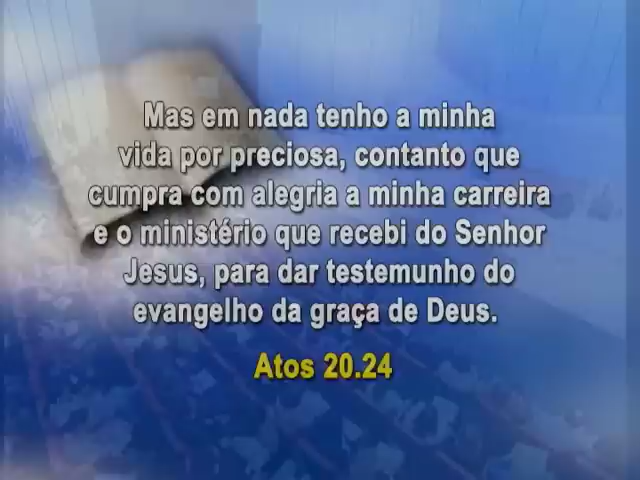 Mas em nada tenho a minha
vida por preciosa, contanto que
cumpra com alegria a minha carreira
e o ministério que recebi do Senhor
Jesus, para dar testemunho do
evangelho da graça de Deus.
Atos 20.24